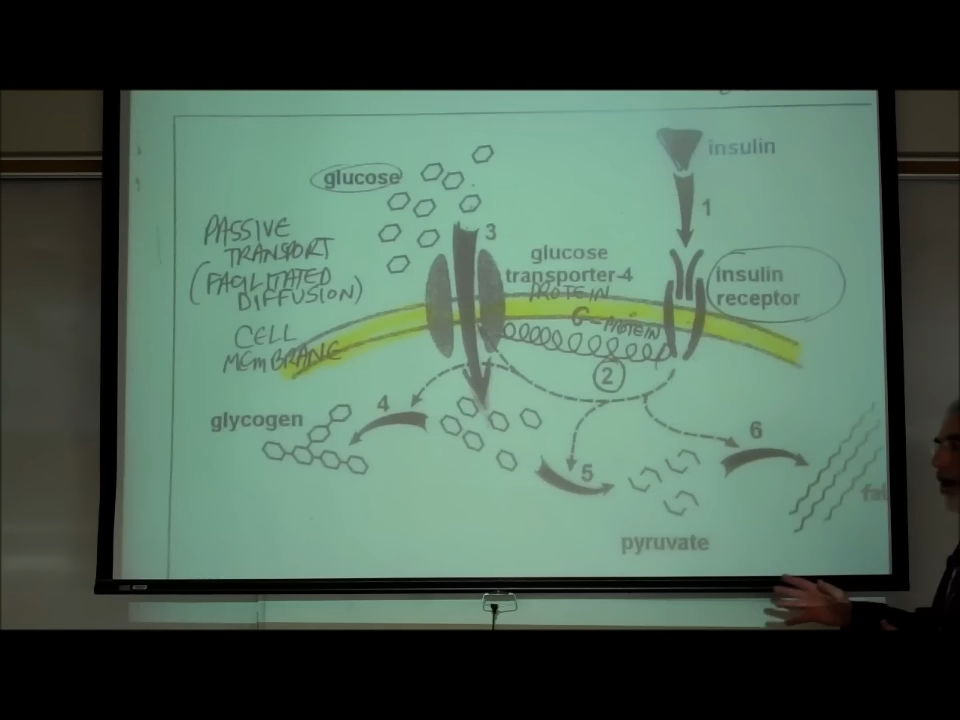 insulin
1
glucose
3
PASSIVE
TRANSPORT
(FACILITATED
DIFFUSION)
glucose
transporter-4
PROTEIN
insulin
receptor
G-PROTEIN
CELL
MEMBRANE
2
glycogen
4
5
6
fat
pyruvate